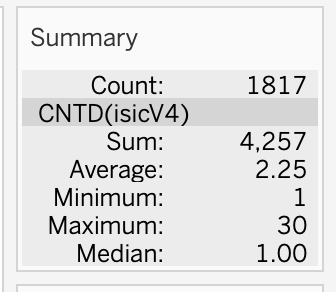 Summary
Count: 1817
CNTD(isicV4)
Sum: 4,257
Average: 2.25
Minimum: 1
Maximum: 30
Median: 1.00